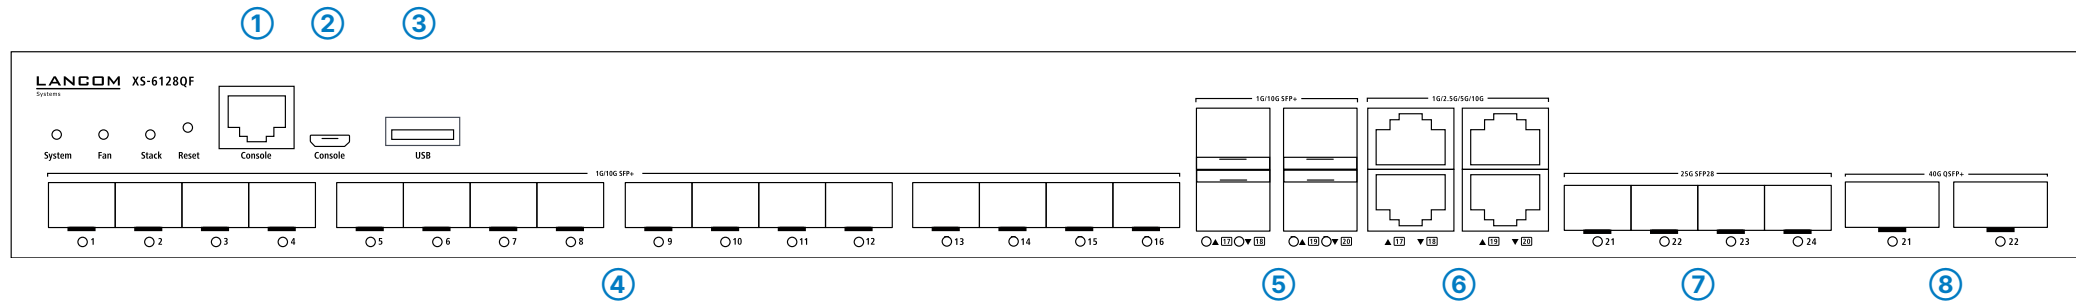 ① ② ③
LANCOM XS-6128QF
Systems
1G/10G SFP+ 1G/2.5G/5G/10G
System Fan Stack Reset Console Console USB
1G/10G SFP+ 25G SFP28 40G QSFP+
1 2 3 4 5 6 7 8 9 10 11 12 13 14 15 16 ▲ 17 ▼ 18 ▲ 19 ▼ 20 ▲ 17 ▼ 18 ▲ 19 ▼ 20 21 22 23 24 21 22
④ ⑤ ⑥ ⑦ ⑧